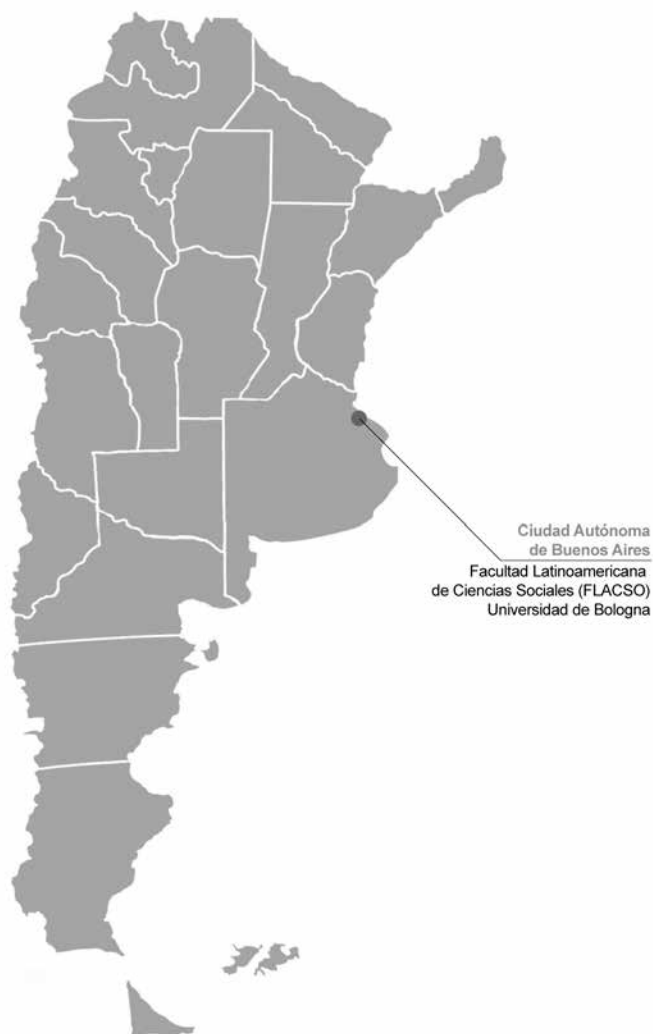 Ciudad Autónoma
de Buenos Aires
Facultad Latinoamericana
de Ciencias Sociales (FLACSO)
Universidad de Bologna